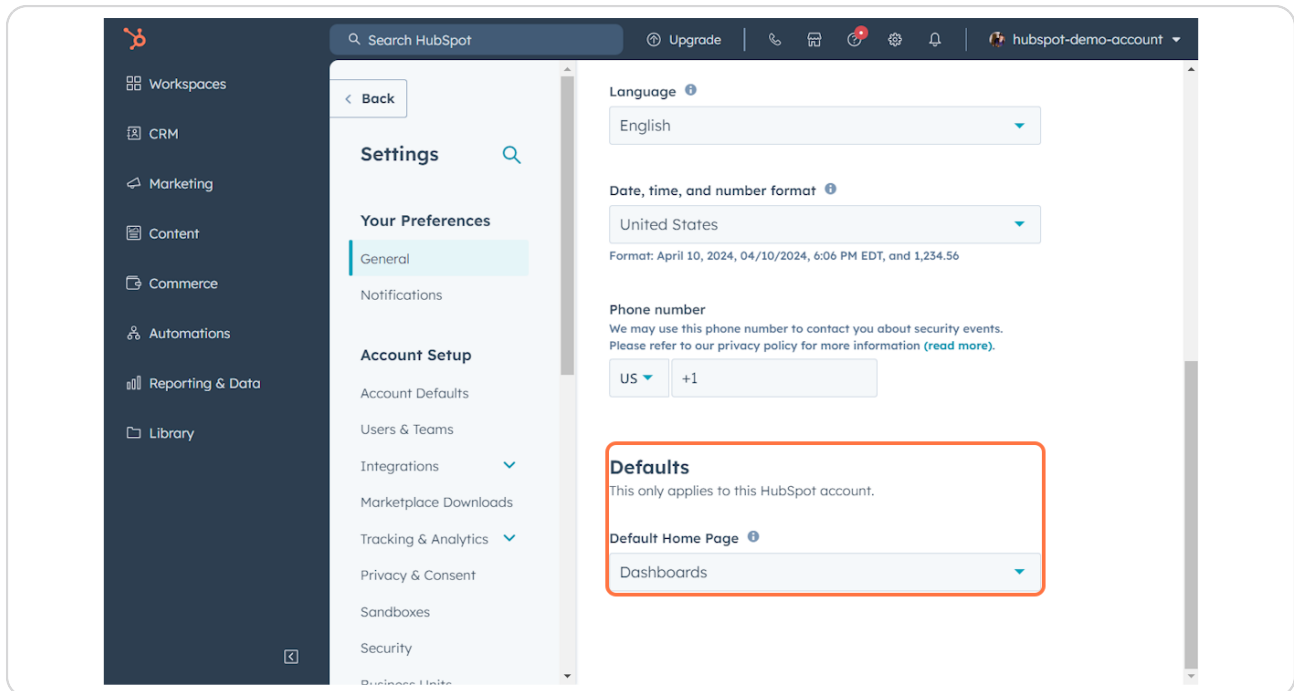 Search HubSpot
Upgrade
hubspot-demo-account
Workspaces
CRM
Marketing
Content
Commerce
Automations
Reporting & Data
Library
Back
Settings
Your Preferences
General
Notifications
Account Setup
Account Defaults
Users & Teams
Integrations
Marketplace Downloads
Tracking & Analytics
Privacy & Consent
Sandboxes
Security
Business Units
Language
English
Date, time, and number format
United States
Format: April 10, 2024, 04/10/2024, 6:06 PM EDT, and 1,234.56
Phone number
We may use this phone number to contact you about security events.
Please refer to our privacy policy for more information (read more).
US
+1
Defaults
This only applies to this HubSpot account.
Default Home Page
Dashboards